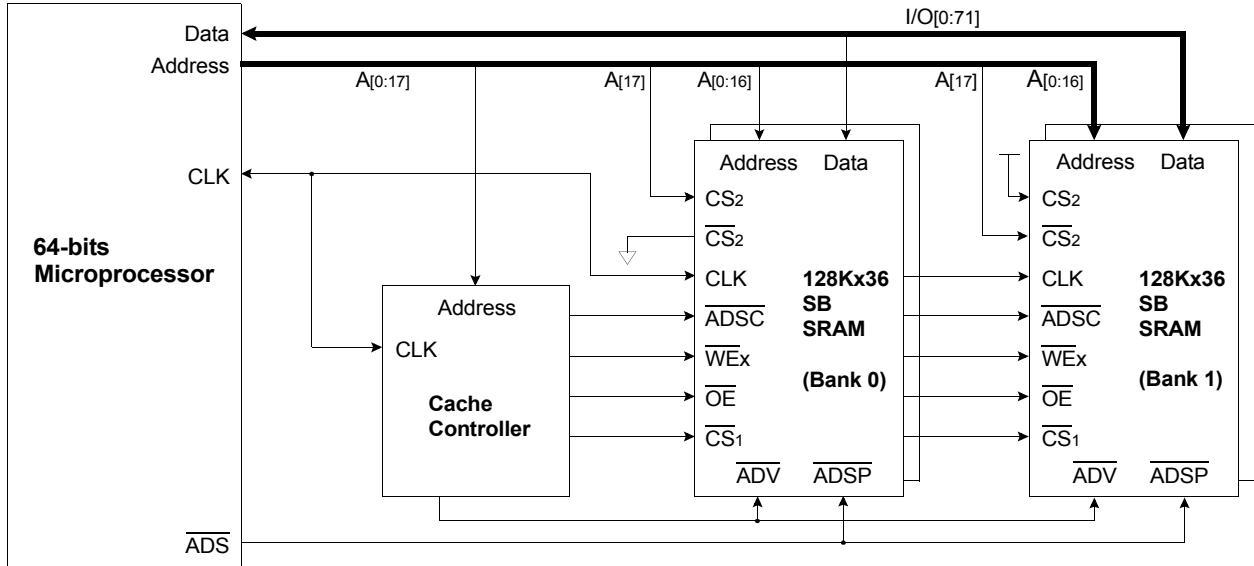 I/O[0:71]
Data
Address
A[0:17]
A[17]
A[0:16]
A[17]
A[0:16]
CLK
64-bits
Microprocessor
ADS
Address
CLK
Cache
Controller
Address Data
CS2
CS2
CLK
ADSC
WEx
OE
CS1
ADV ADSP
128Kx36
SB
SRAM
(Bank 0)
Address Data
CS2
CS2
CLK
ADSC
WEx
OE
CS1
ADV ADSP
128Kx36
SB
SRAM
(Bank 1)